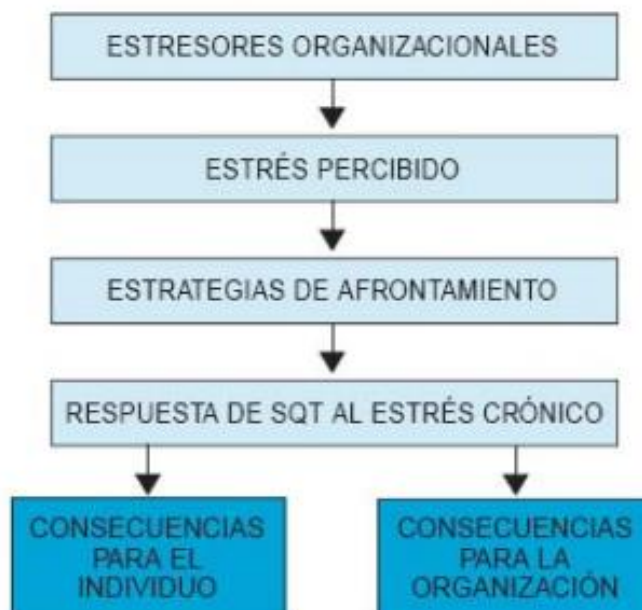 ESTRESORES ORGANIZACIONALES
ESTRÉS PERCIBIDO
ESTRATEGIAS DE AFRONTAMIENTO
RESPUESTA DE SQT AL ESTRÉS CRÓNICO
CONSECUENCIAS
PARA EL
INDIVIDUO
CONSECUENCIAS
PARA LA
ORGANIZACIÓN